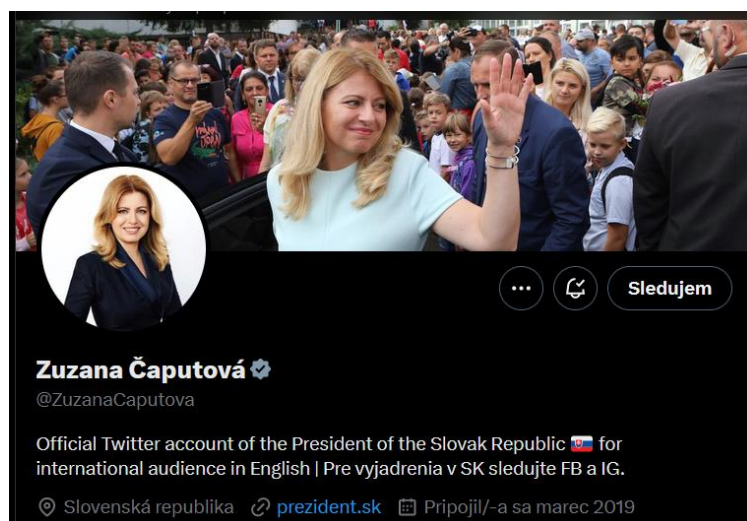 Sledujem
Zuzana Čaputová
@ZuzanaCaputova
Official Twitter account of the President of the Slovak Republic 🇸🇰 for
international audience in English | Pre vyjadrenia v SK sledujte FB a IG.
Slovenská republika prezident.sk Pripojil/-a sa marec 2019